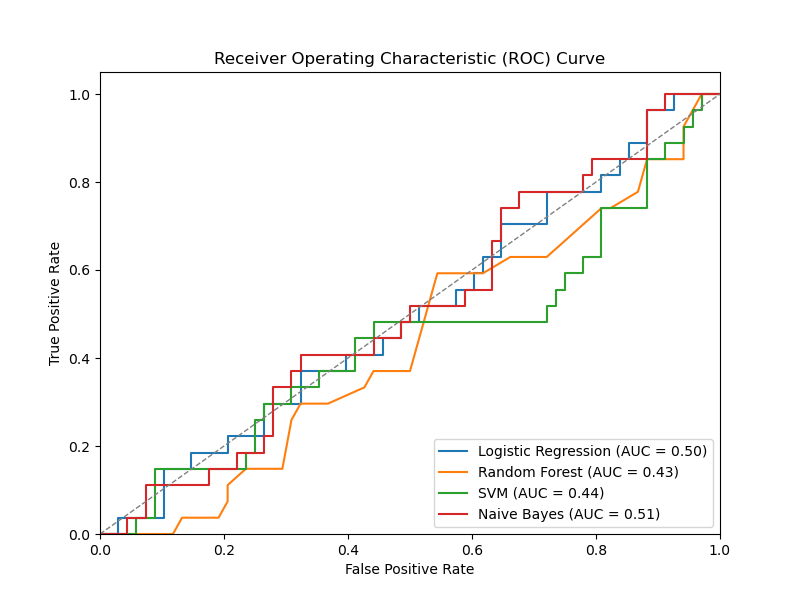 Receiver Operating Characteristic (ROC) Curve
True Positive Rate
1.0
0.8
0.6
0.4
0.2
0.0
0.0 0.2 0.4 0.6 0.8 1.0
False Positive Rate
Logistic Regression (AUC = 0.50)
Random Forest (AUC = 0.43)
SVM (AUC = 0.44)
Naive Bayes (AUC = 0.51)